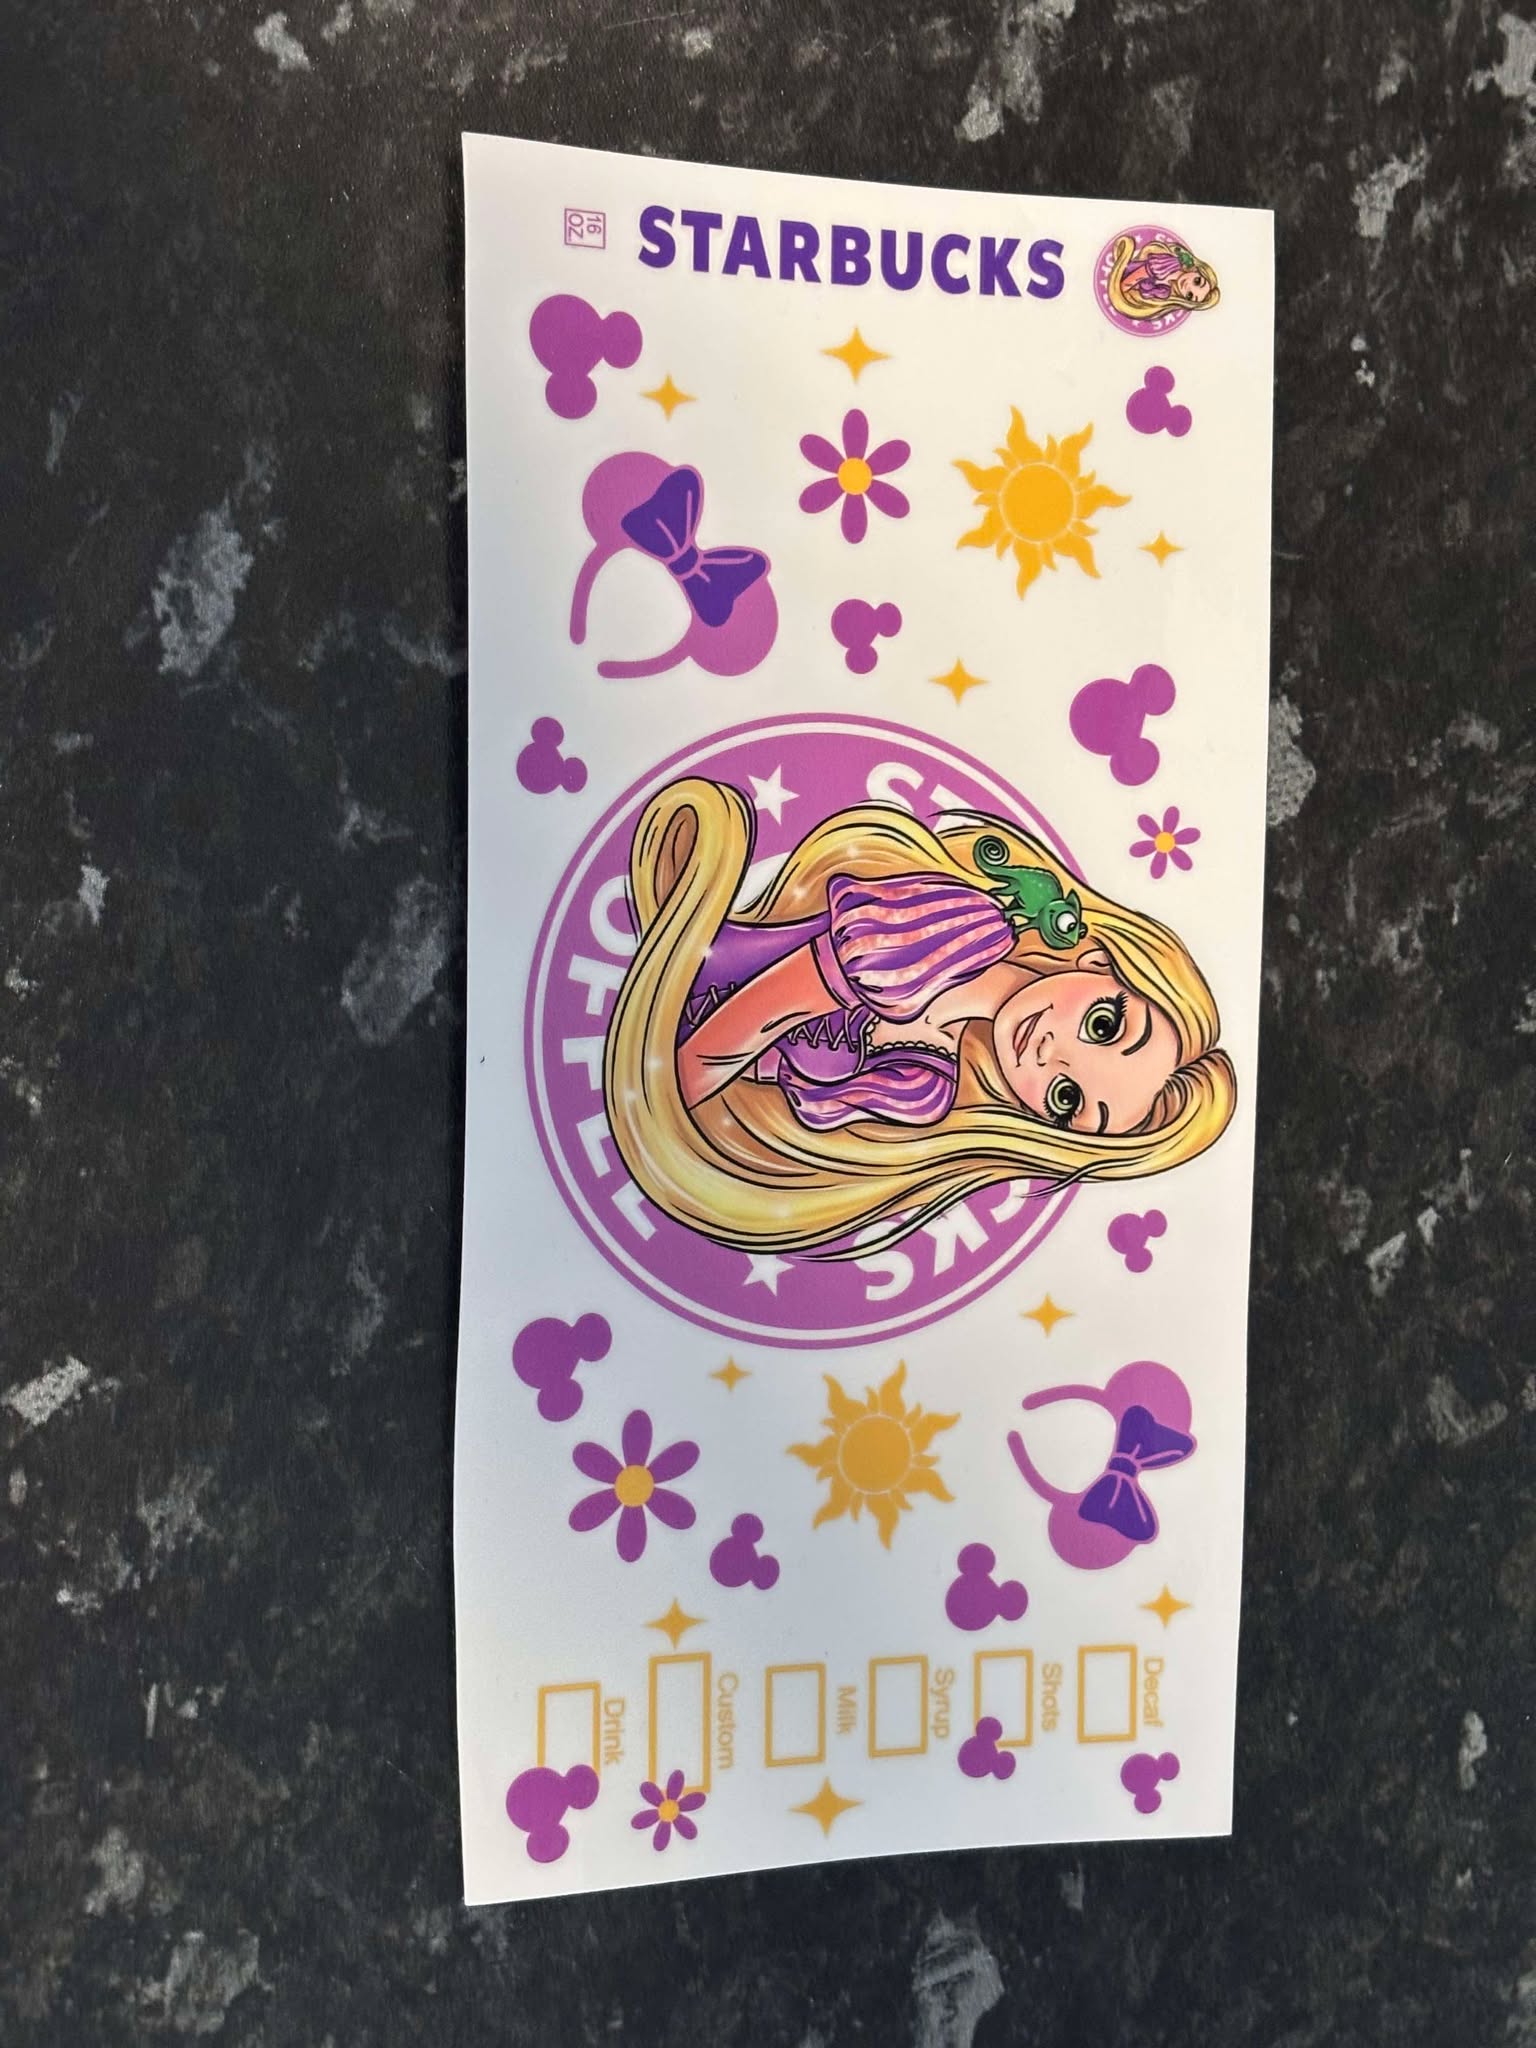 STARBUCKS
16
OZ
Decaf
Shots
Syrup
Milk
Custom
Drink